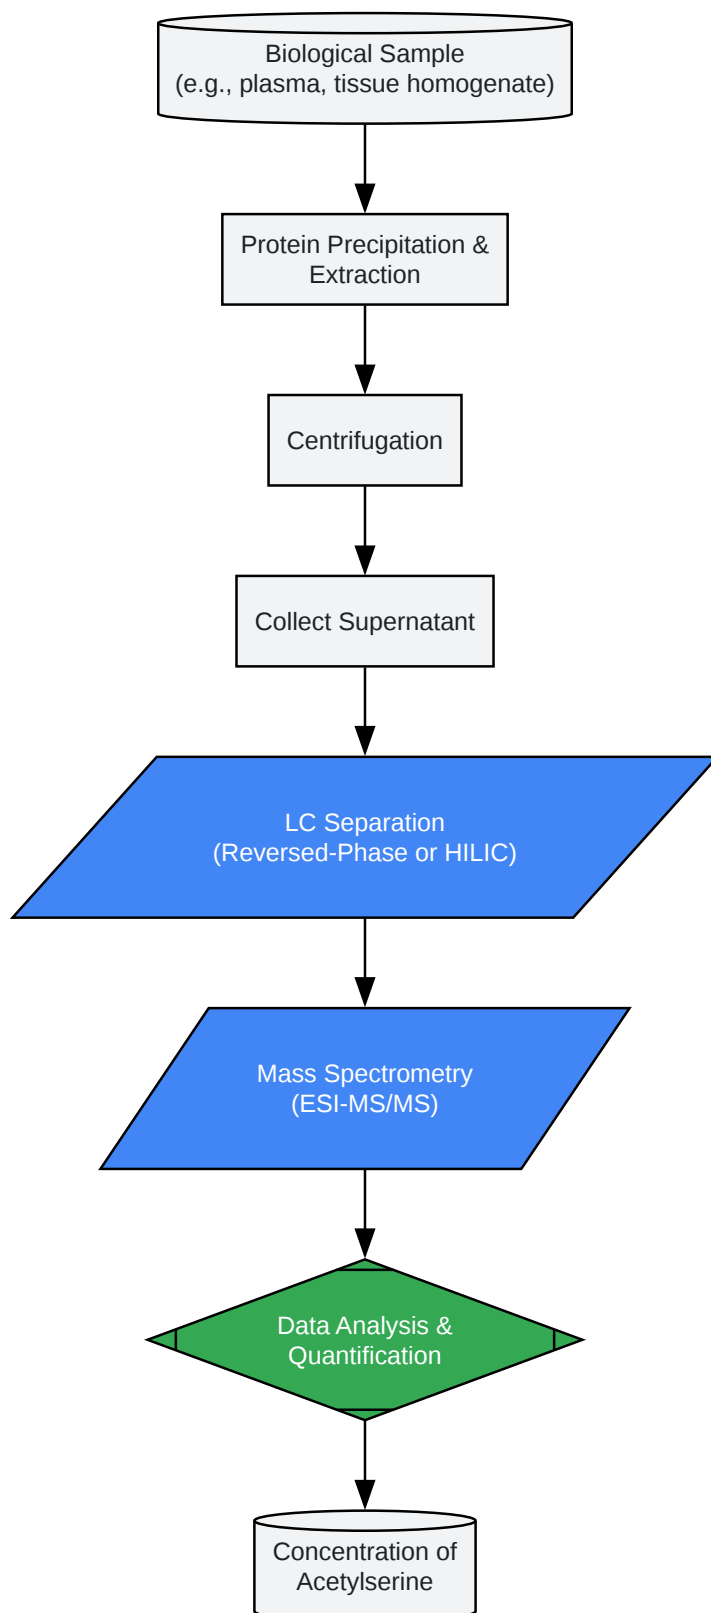 Biological Sample
(e.g., plasma, tissue homogenate)
Protein Precipitation &
Extraction
Centrifugation
Collect Supernatant
LC Separation
(Reversed-Phase or HILIC)
Mass Spectrometry
(ESI-MS/MS)
Data Analysis &
Quantification
Concentration of
Acetylserine